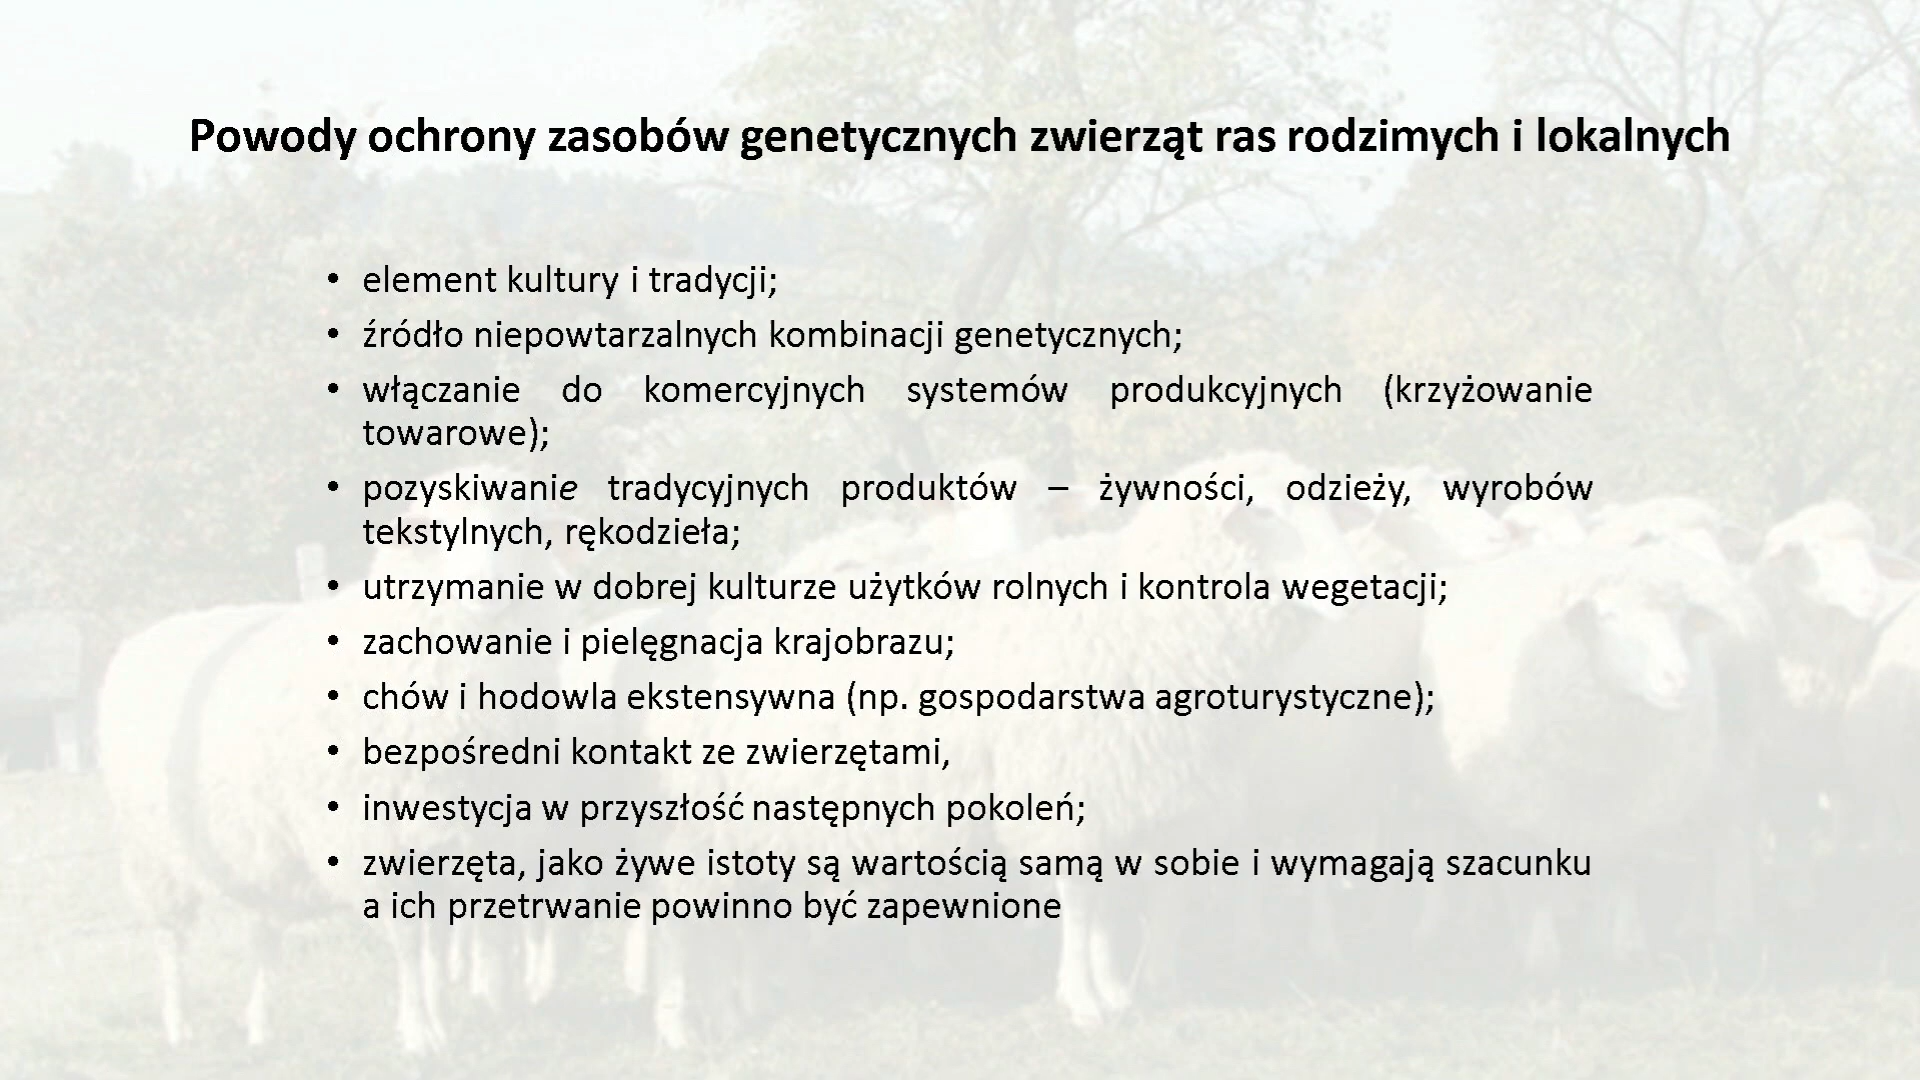 Powody ochrony zasobów genetycznych zwierząt ras rodzimych i lokalnych
• element kultury i tradycji;
• źródło niepowtarzalnych kombinacji genetycznych;
• włączanie do komercyjnych systemów produkcyjnych (krzyżowanie
towarowe);
• pozyskiwanie tradycyjnych produktów – żywności, odzieży, wyrobów
tekstylnych, rękodzieła;
• utrzymanie w dobrej kulturze użytków rolnych i kontrola wegetacji;
• zachowanie i pielęgnacja krajobrazu;
• chów i hodowla ekstensywna (np. gospodarstwa agroturystyczne);
• bezpośredni kontakt ze zwierzętami,
• inwestycja w przyszłość następnych pokoleń;
• zwierzęta, jako żywe istoty są wartością samą w sobie i wymagają szacunku
a ich przetrwanie powinno być zapewnione